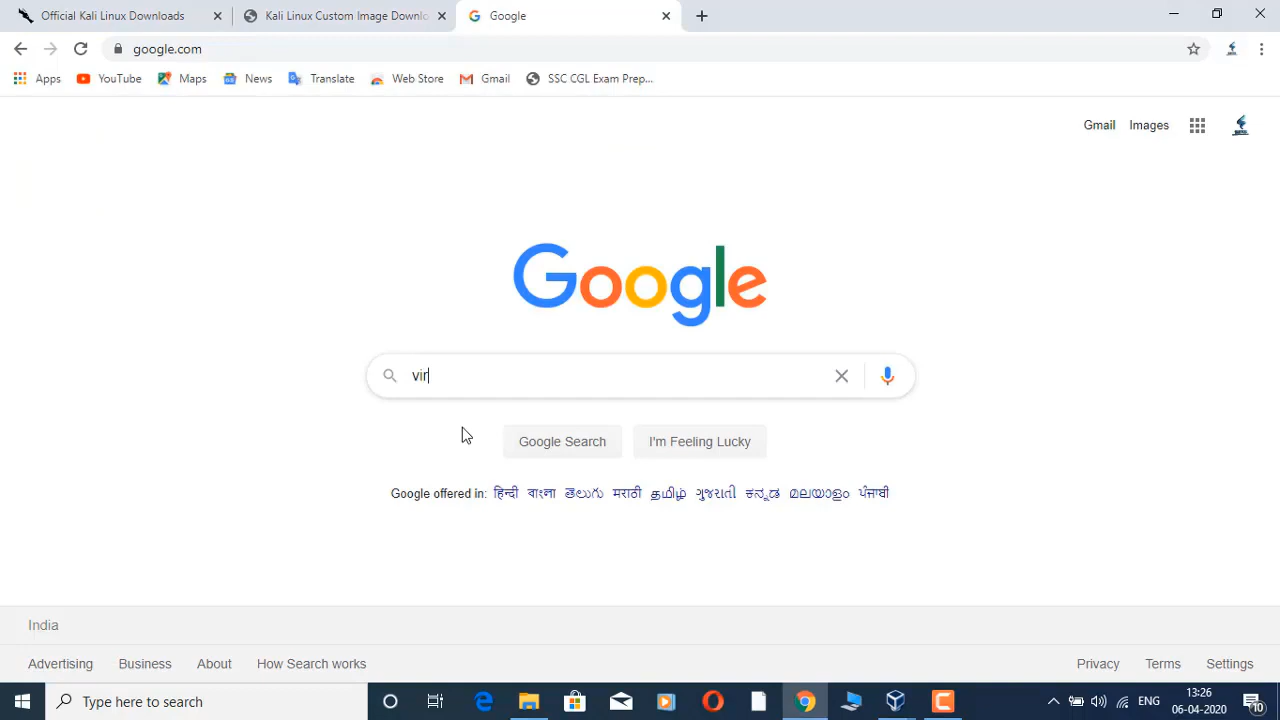 Official Kali Linux Downloads
Kali Linux Custom Image Downlo
Google
google.com
Apps YouTube Maps News Translate Web Store Gmail SSC CGL Exam Prep...
Gmail Images
Google
vir
Google Search I'm Feeling Lucky
Google offered in: हिन्दी বাংলা తెలుగు मराठी தமிழ் ગુજરાતી ಕನ್ನಡ മലയാളം ਪੰਜਾਬੀ
India
Advertising Business About How Search works Privacy Terms Settings
Type here to search ENG 13:26
06-04-2020 10